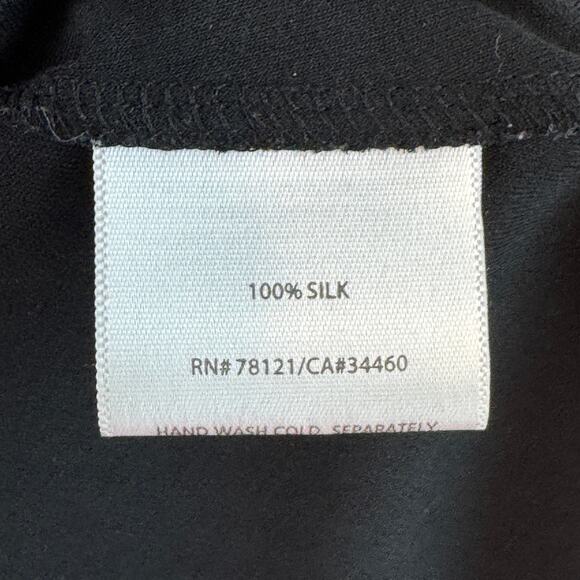 100% SILK
RN# 78121/CA#34460
HAND WASH COLD, SEPARATELY